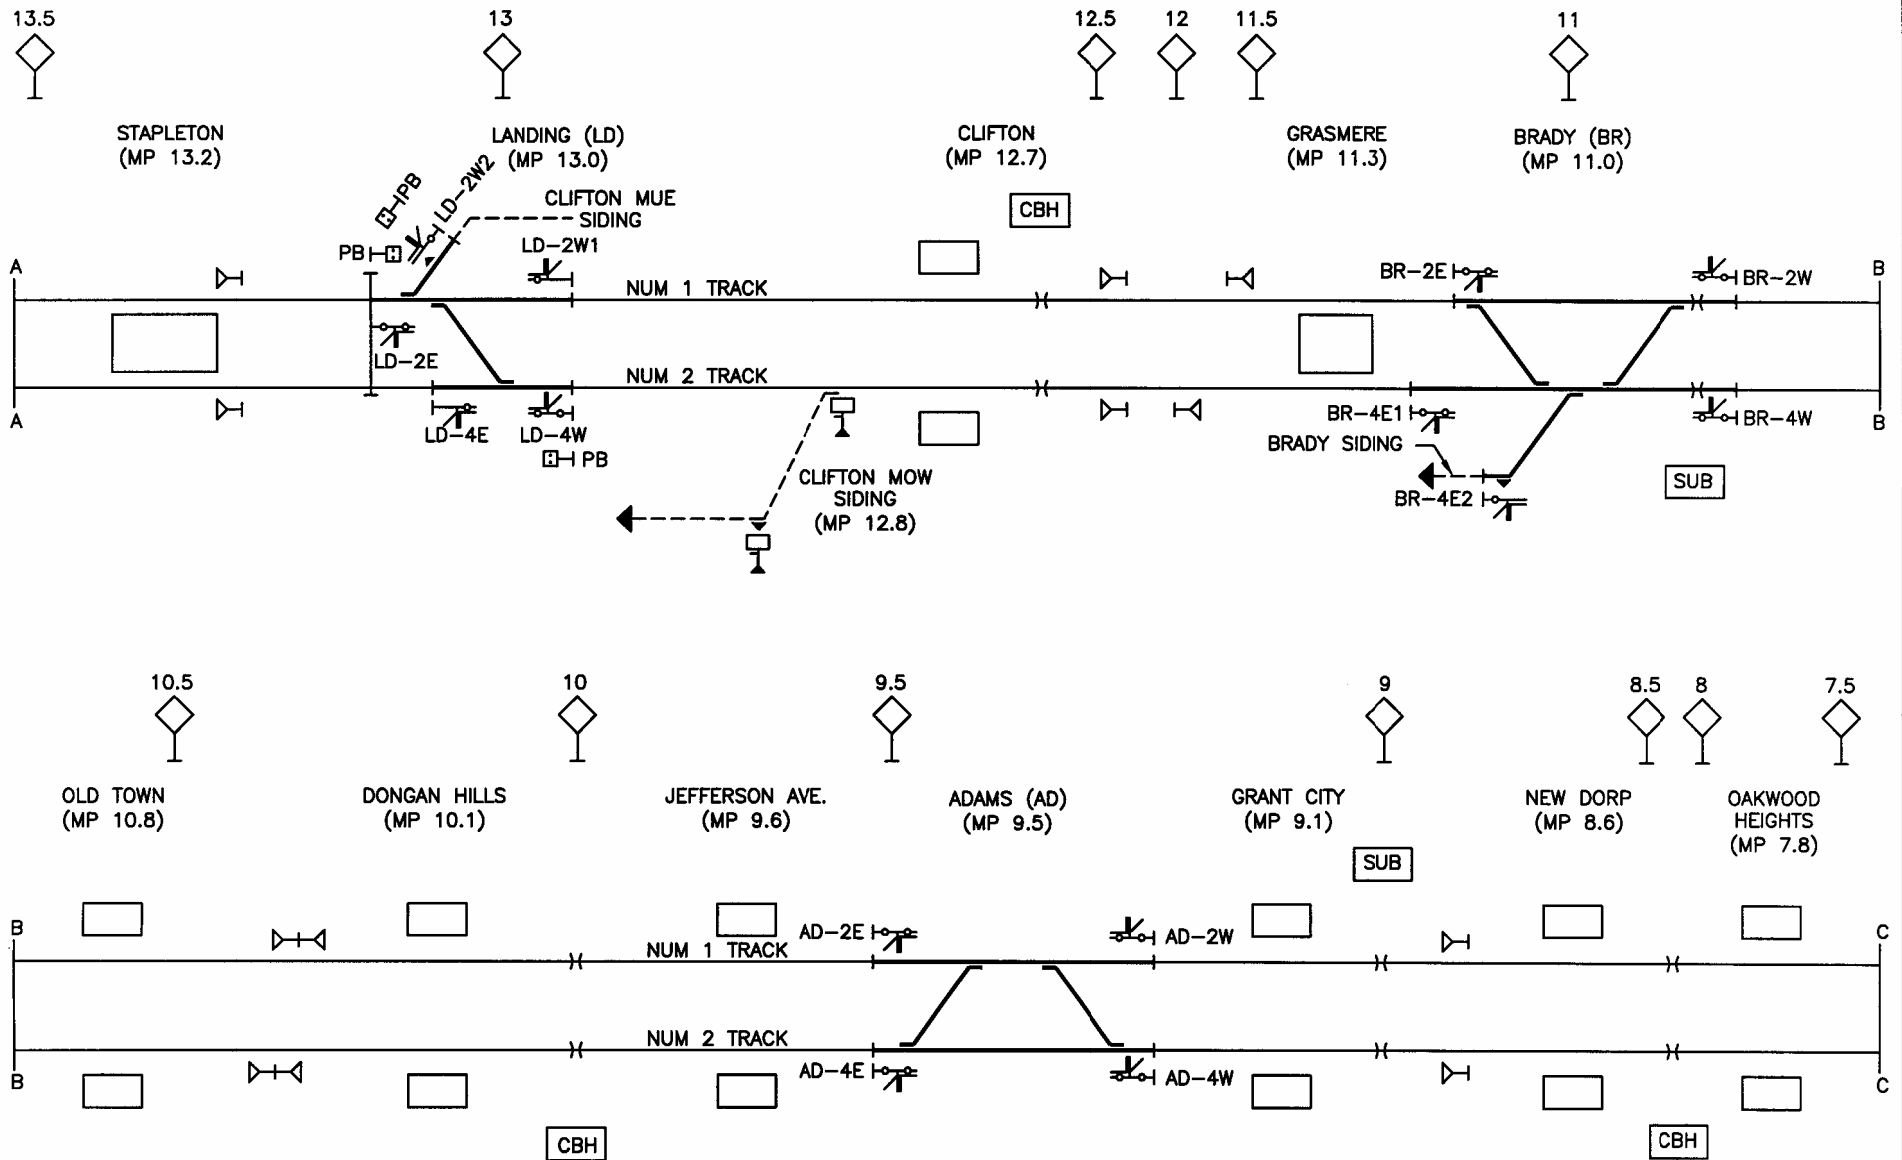 13.5
13
12.5
12
11.5
11
STAPLETON
(MP 13.2)
LANDING (LD)
(MP 13.0)
CLIFTON
(MP 12.7)
GRASMERE
(MP 11.3)
BRADY (BR)
(MP 11.0)
PB
LD-2W2
CLIFTON MUE
SIDING
CBH
PB
LD-2W1
A
NUM 1 TRACK
BR-2E
BR-2W
B
LD-2E
NUM 2 TRACK
A
LD-4E
LD-4W
BR-4E1
BR-4W
B
PB
BRADY SIDING
CLIFTON MOW
SIDING
(MP 12.8)
BR-4E2
SUB
10.5
10
9.5
9
8.5
8
7.5
OLD TOWN
(MP 10.8)
DONGAN HILLS
(MP 10.1)
JEFFERSON AVE.
(MP 9.6)
ADAMS (AD)
(MP 9.5)
GRANT CITY
(MP 9.1)
NEW DORP
(MP 8.6)
OAKWOOD
HEIGHTS
(MP 7.8)
SUB
B
NUM 1 TRACK
AD-2E
AD-2W
C
NUM 2 TRACK
B
AD-4E
AD-4W
C
CBH
CBH